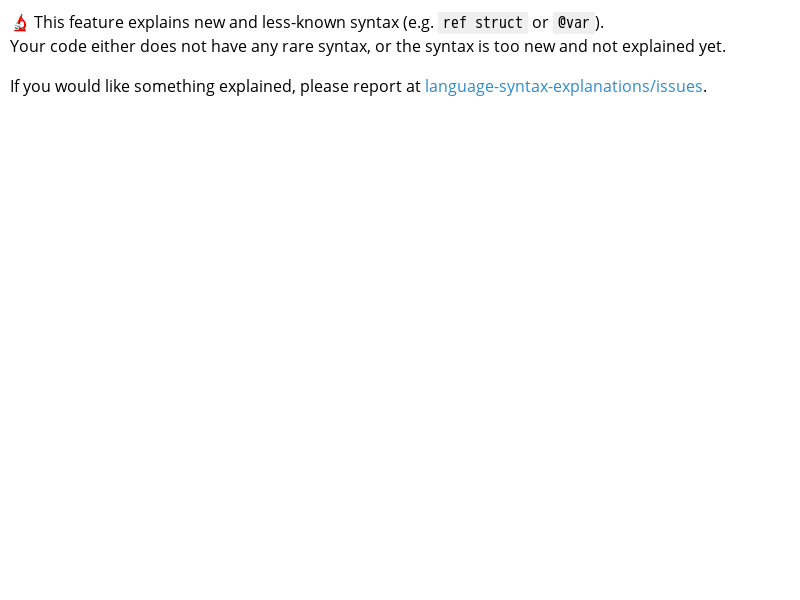 This feature explains new and less-known syntax (e.g. ref struct or @var).
Your code either does not have any rare syntax, or the syntax is too new and not explained yet.
If you would like something explained, please report at language-syntax-explanations/issues.